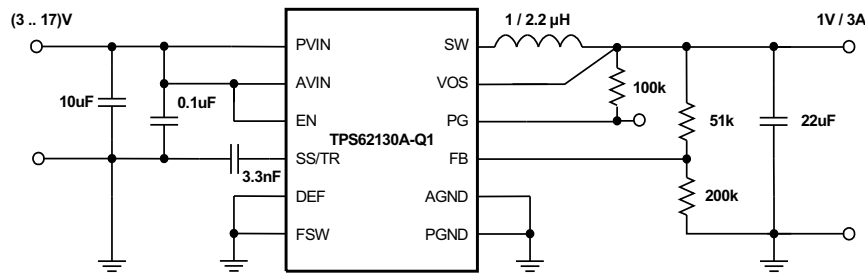 (3 .. 17)V
1 / 2.2 µH
1V / 3A
PVIN
SW
AVIN
VOS
10uF
0.1uF
100k
EN
PG
51k
22uF
TPS62130A-Q1
SS/TR
FB
3.3nF
DEF
AGND
200k
FSW
PGND